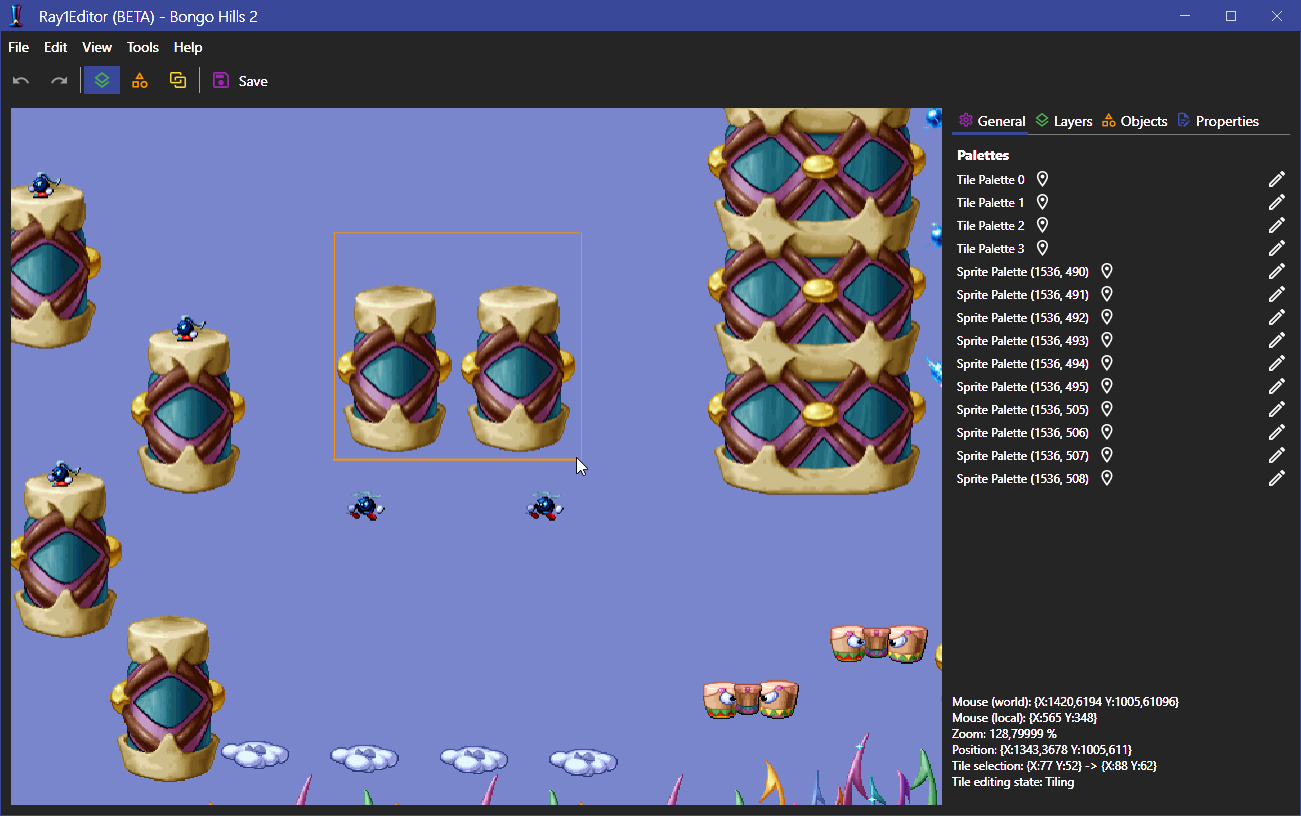 Ray1Editor (BETA) - Bongo Hills 2
File Edit View Tools Help
Save
General Layers Objects Properties
Palettes
Tile Palette 0
Tile Palette 1
Tile Palette 2
Tile Palette 3
Sprite Palette (1536, 490)
Sprite Palette (1536, 491)
Sprite Palette (1536, 492)
Sprite Palette (1536, 493)
Sprite Palette (1536, 494)
Sprite Palette (1536, 495)
Sprite Palette (1536, 505)
Sprite Palette (1536, 506)
Sprite Palette (1536, 507)
Sprite Palette (1536, 508)
Mouse (world): {X:1420,6194 Y:1005,61096}
Mouse (local): {X:565 Y:348}
Zoom: 128,79999 %
Position: {X:1343,3678 Y:1005,611}
Tile selection: {X:77 Y:52} -> {X:88 Y:62}
Tile editing state: Tiling